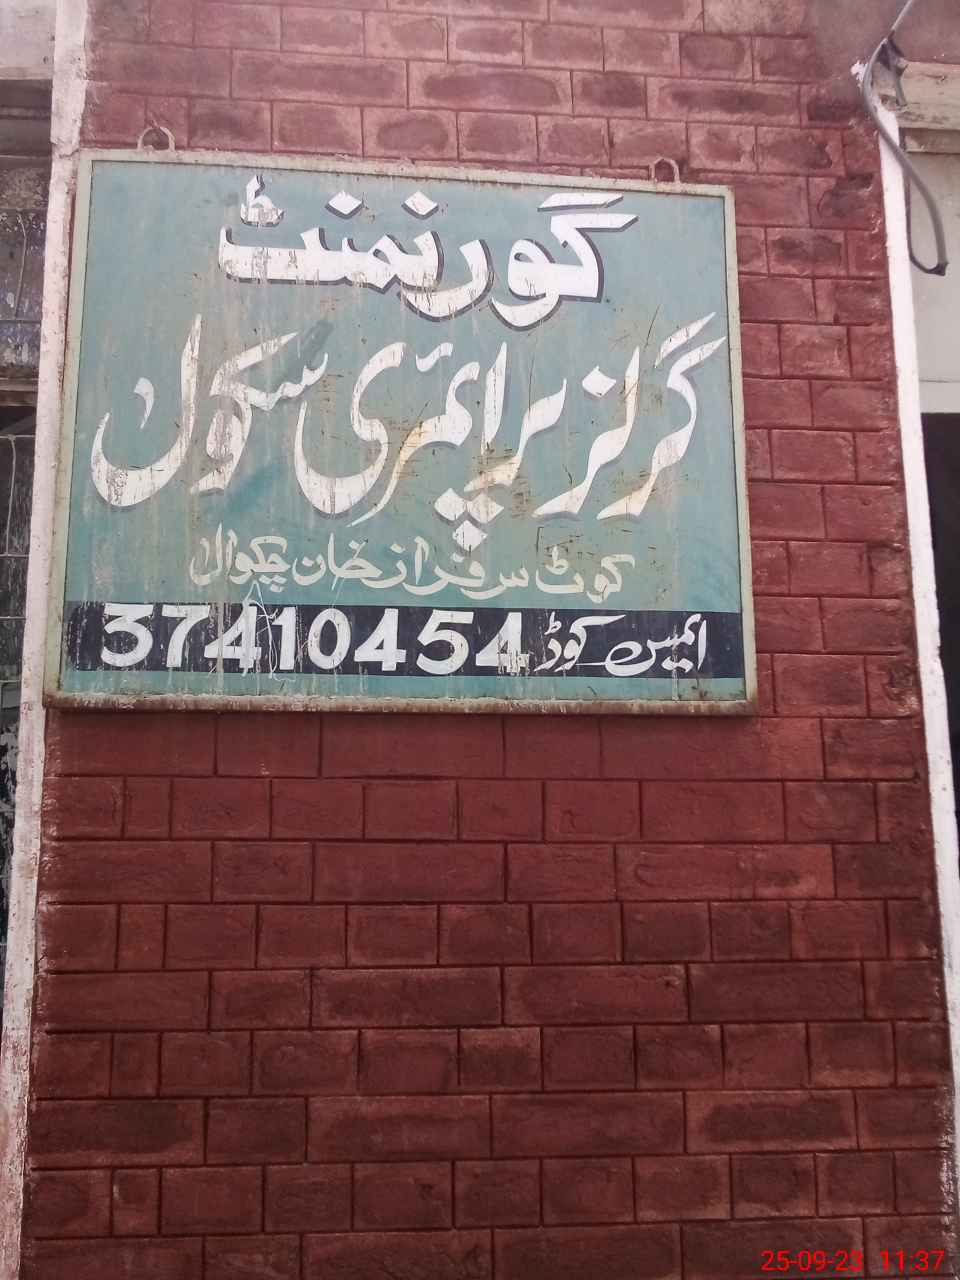 گورنمنٹ
گرلز پرائمری سکول
کوٹ سرفراز خان چکوال
ایمس کوڈ 37410454
25-09-23 11:37